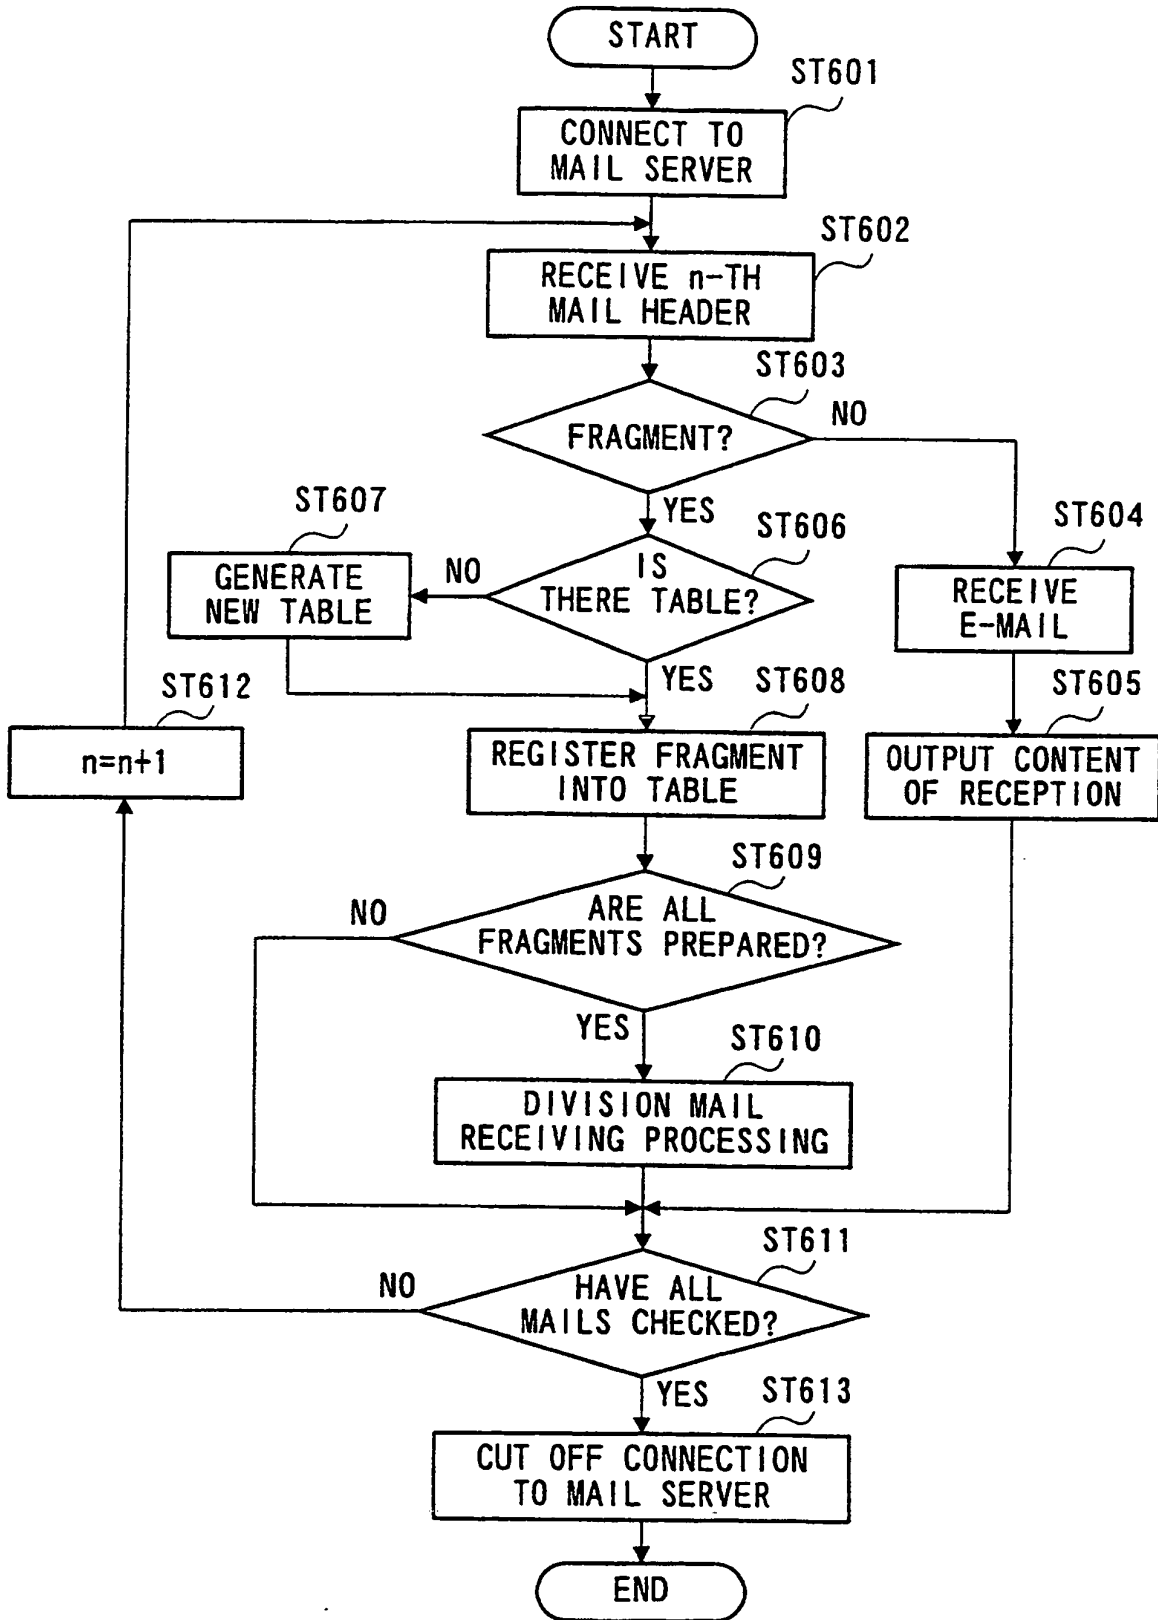 START
ST601
CONNECT TO
MAIL SERVER
ST602
RECEIVE n-TH
MAIL HEADER
ST603
FRAGMENT?
NO
YES
ST607
GENERATE
NEW TABLE
NO
ST606
IS
THERE TABLE?
YES
ST604
RECEIVE
E-MAIL
ST612
n=n+1
ST608
REGISTER FRAGMENT
INTO TABLE
ST605
OUTPUT CONTENT
OF RECEPTION
ST609
NO
ARE ALL
FRAGMENTS PREPARED?
YES
ST610
DIVISION MAIL
RECEIVING PROCESSING
ST611
NO
HAVE ALL
MAILS CHECKED?
YES
ST613
CUT OFF CONNECTION
TO MAIL SERVER
END